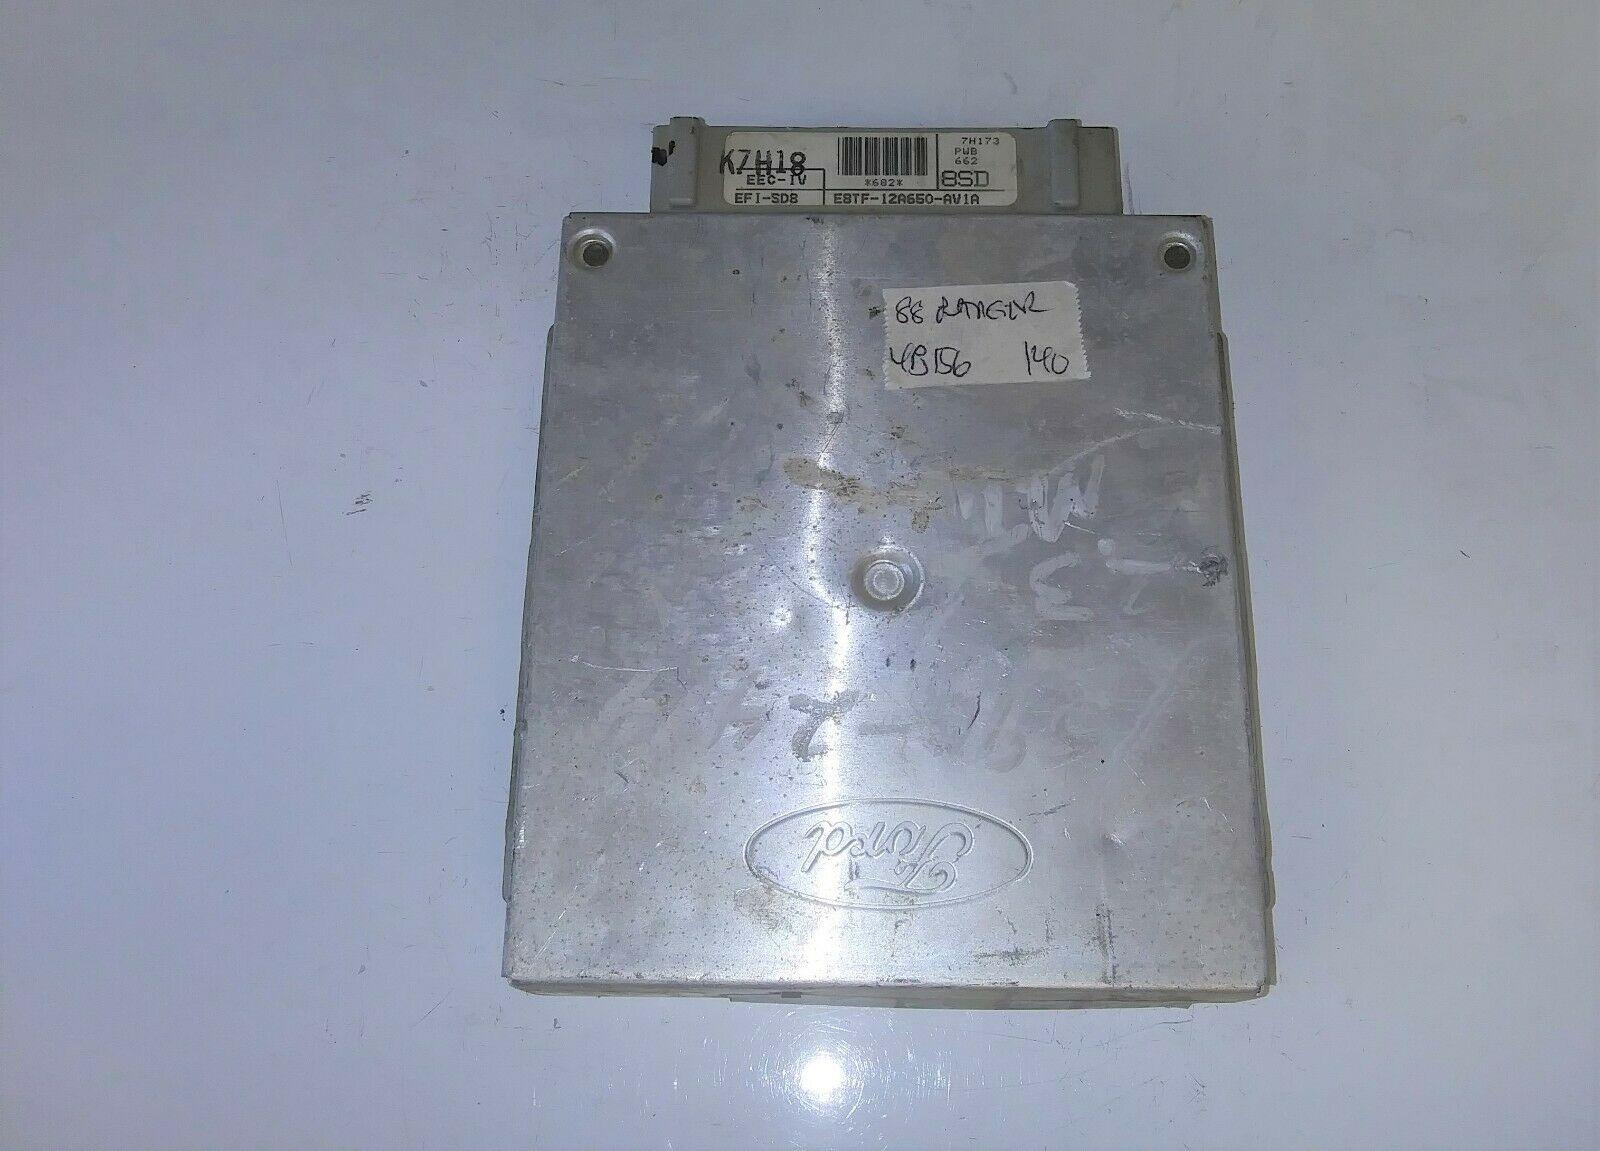 7H173
K7H18
PWB
662
EEC-IV
*682*
8SD
EFI-SD8
E8TF-12A650-AV1A
88 RANGER
4B156 140
Ford